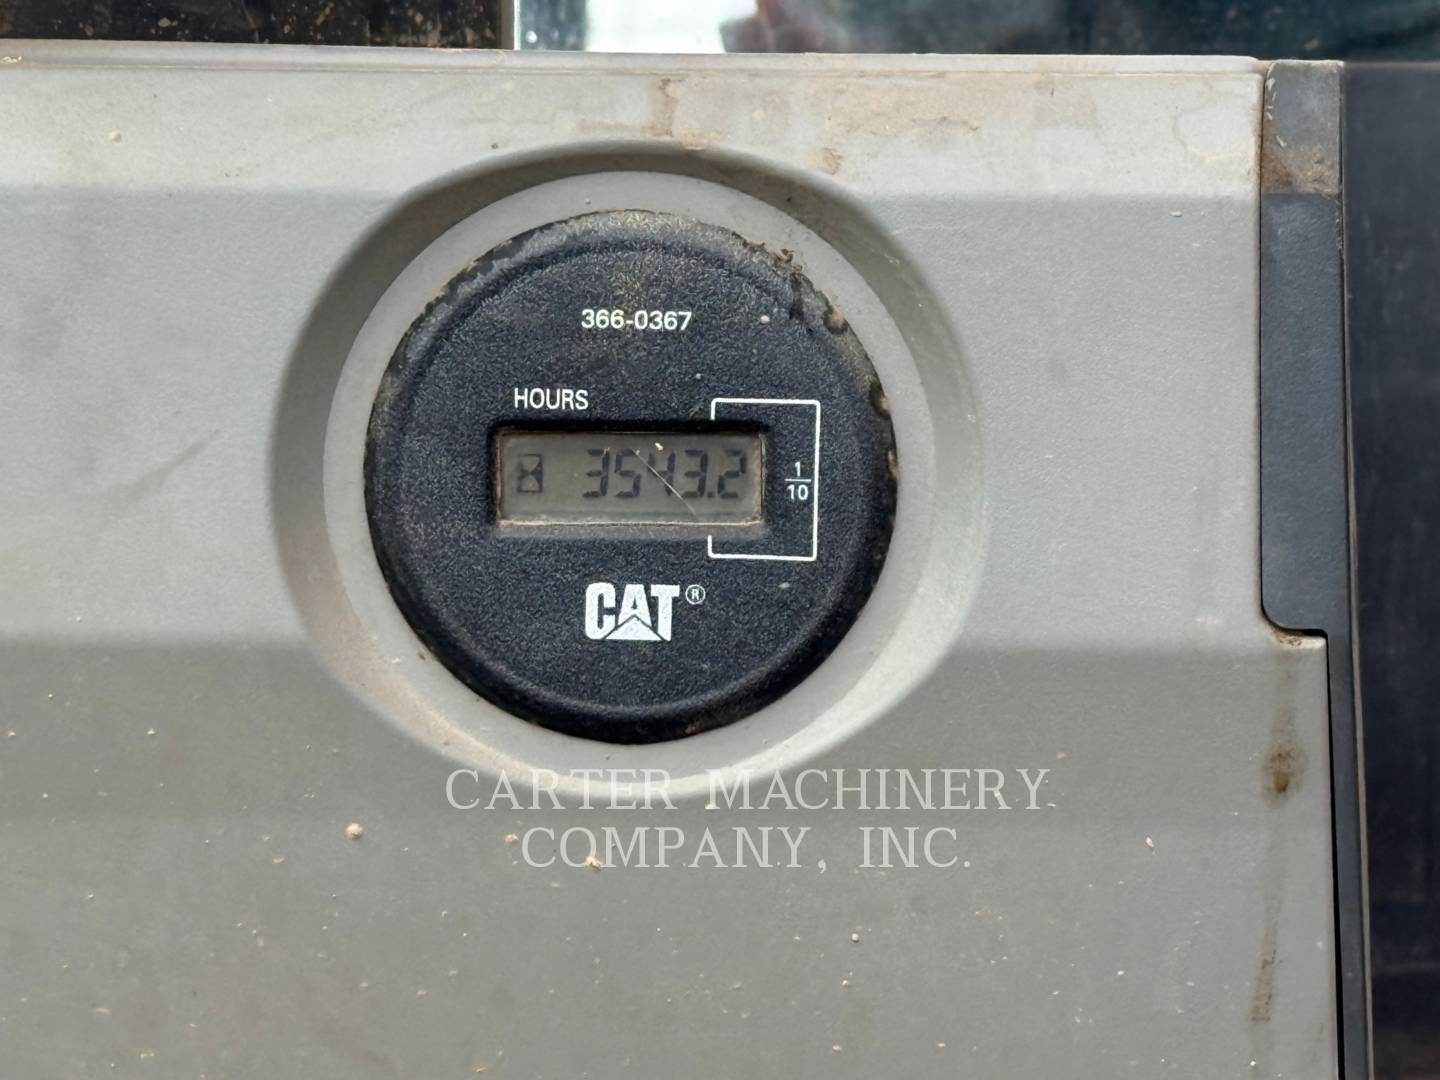 366-0367
HOURS
3543.2
1
10
CAT®
CARTER MACHINERY
COMPANY, INC.